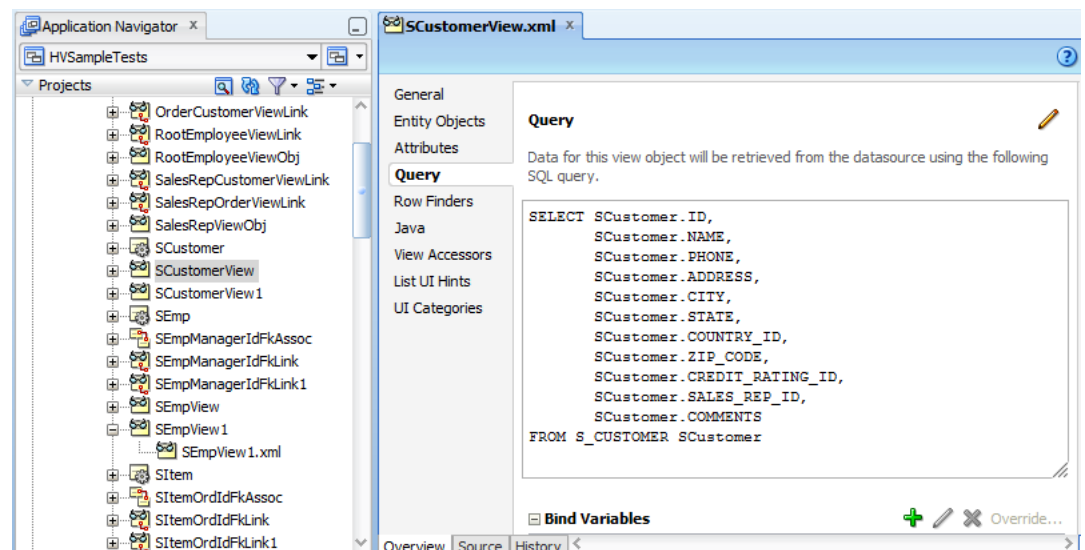 Application Navigator
HVSampleTests
Projects
OrderCustomerViewLink
RootEmployeeViewLink
RootEmployeeViewObj
SalesRepCustomerViewLink
SalesRepOrderViewLink
SalesRepViewObj
SCustomer
SCustomerView
SCustomerView1
SEmp
SEmpManagerIdFkAssoc
SEmpManagerIdFkLink
SEmpManagerIdFkLink1
SEmpView
SEmpView1
SEmpView1.xml
SItem
SItemOrdIdFkAssoc
SItemOrdIdFkLink
SItemOrdIdFkLink1
SCustomerView.xml
General
Entity Objects
Attributes
Query
Row Finders
Java
View Accessors
List UI Hints
UI Categories
Query
Data for this view object will be retrieved from the datasource using the following
SQL query.
SELECT SCustomer.ID,
SCustomer.NAME,
SCustomer.PHONE,
SCustomer.ADDRESS,
SCustomer.CITY,
SCustomer.STATE,
SCustomer.COUNTRY_ID,
SCustomer.ZIP_CODE,
SCustomer.CREDIT_RATING_ID,
SCustomer.SALES_REP_ID,
SCustomer.COMMENTS
FROM S_CUSTOMER SCustomer
Bind Variables
Override...
Overview Source History